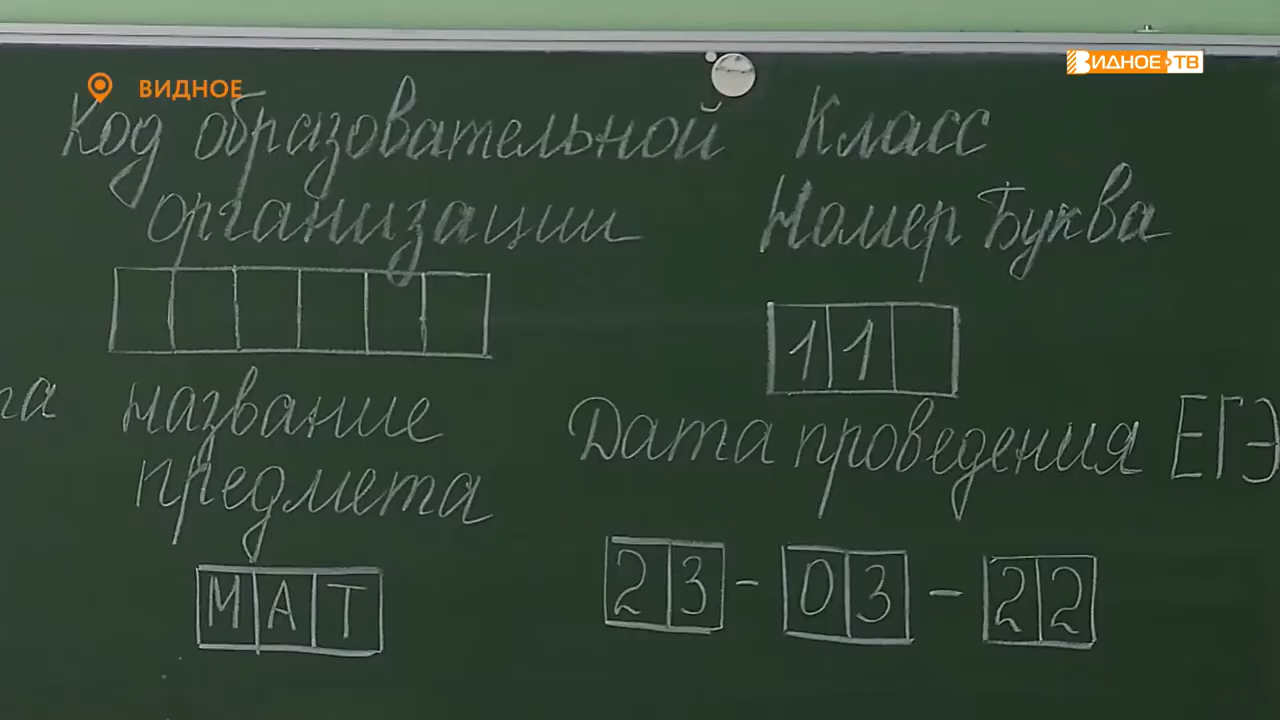 ВИДНОЕ
ВИДНОЕ ТВ
Код образовательной
организации
Класс
Номер Буква
11
название
предмета
МАТ
Дата проведения ЕГЭ
23-03-22